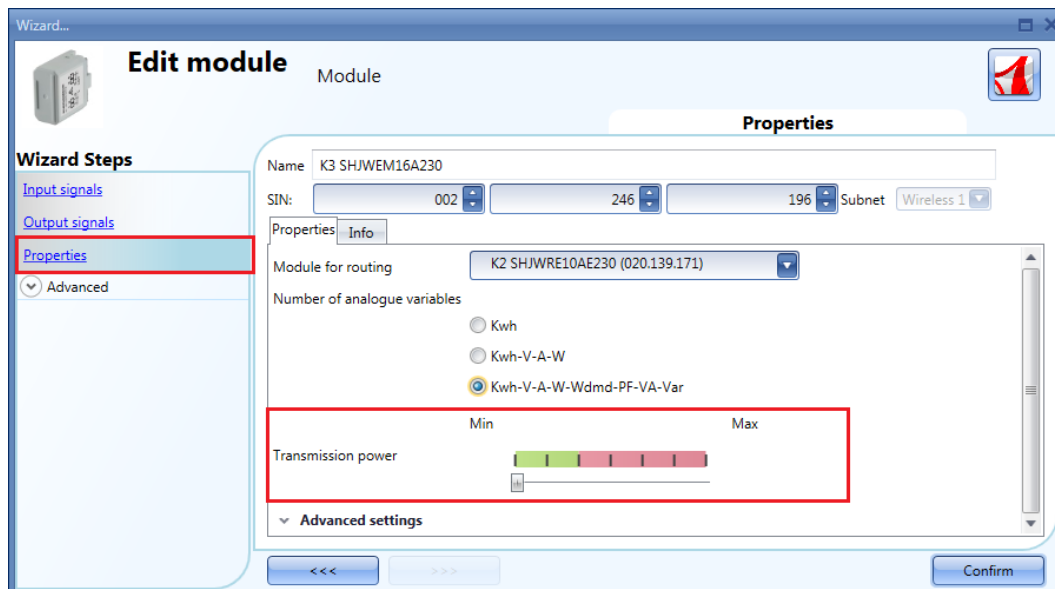 Wizard...
Edit module
Module
Properties
Wizard Steps
Input signals
Output signals
Properties
Advanced
Name K3 SHJWEM16A230
SIN: 002 246 196 Subnet Wireless 1
Properties Info
Module for routing K2 SHJWRE10AE230 (020.139.171)
Number of analogue variables
Kwh
Kwh-V-A-W
Kwh-V-A-W-Wdmd-PF-VA-Var
Min Max
Transmission power
Advanced settings
<<< >>> Confirm